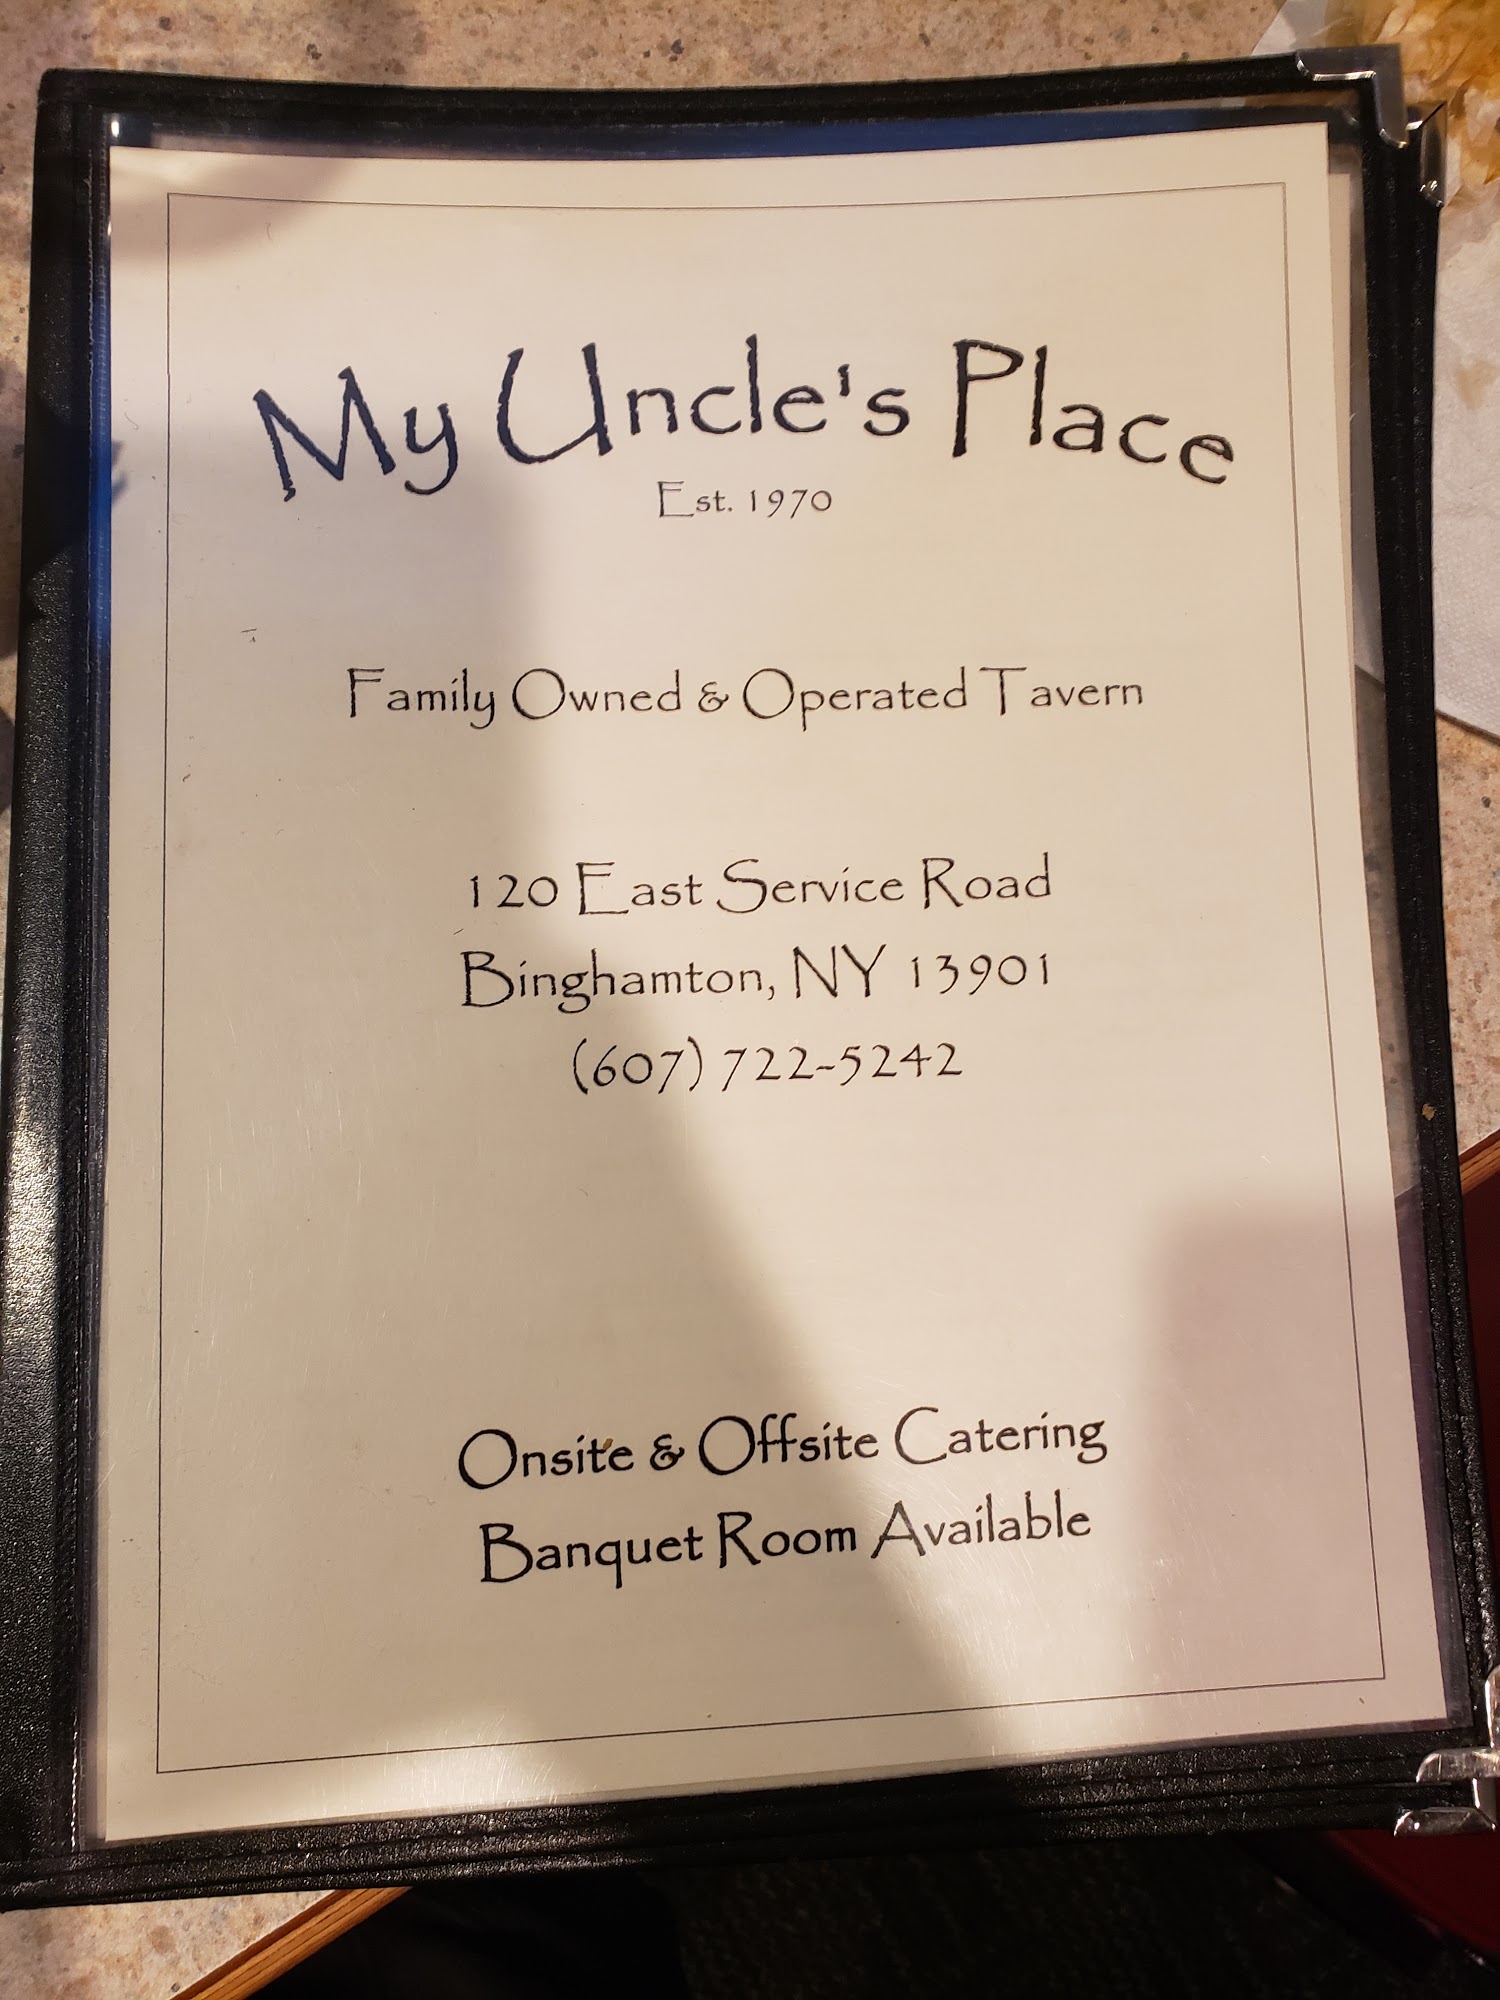 My Uncle's Place
Est. 1970
Family Owned & Operated Tavern
120 East Service Road
Binghamton, NY 13901
(607) 722-5242
Onsite & Offsite Catering
Banquet Room Available